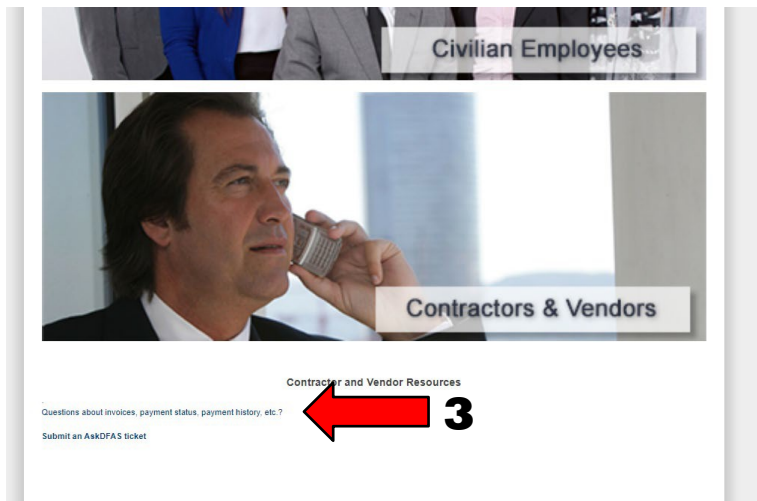 Civilian Employees
Contractors & Vendors
Contractor and Vendor Resources
Questions about invoices, payment status, payment history, etc.?
3
Submit an AskDFAS ticket